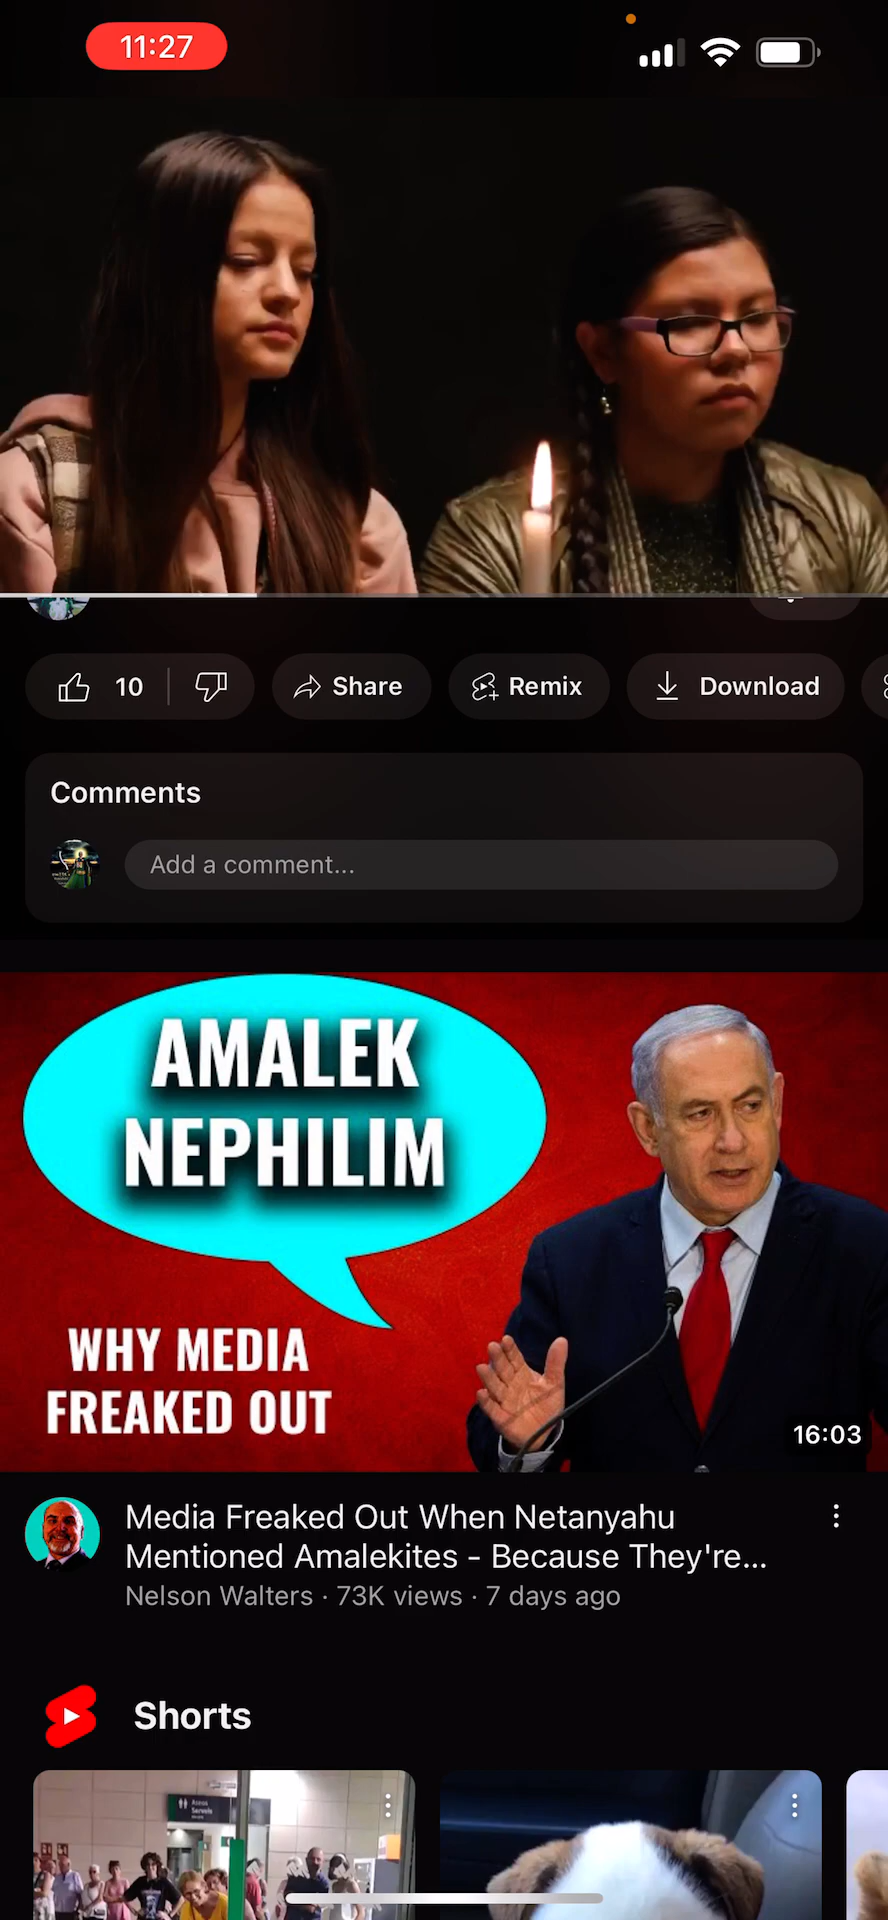 11:27
10
Share
Remix
Download
Comments
Add a comment...
AMALEK
NEPHILIM
WHY MEDIA
FREAKED OUT
16:03
Media Freaked Out When Netanyahu
Mentioned Amalekites - Because They're...
Nelson Walters · 73K views · 7 days ago
Shorts
Serveis